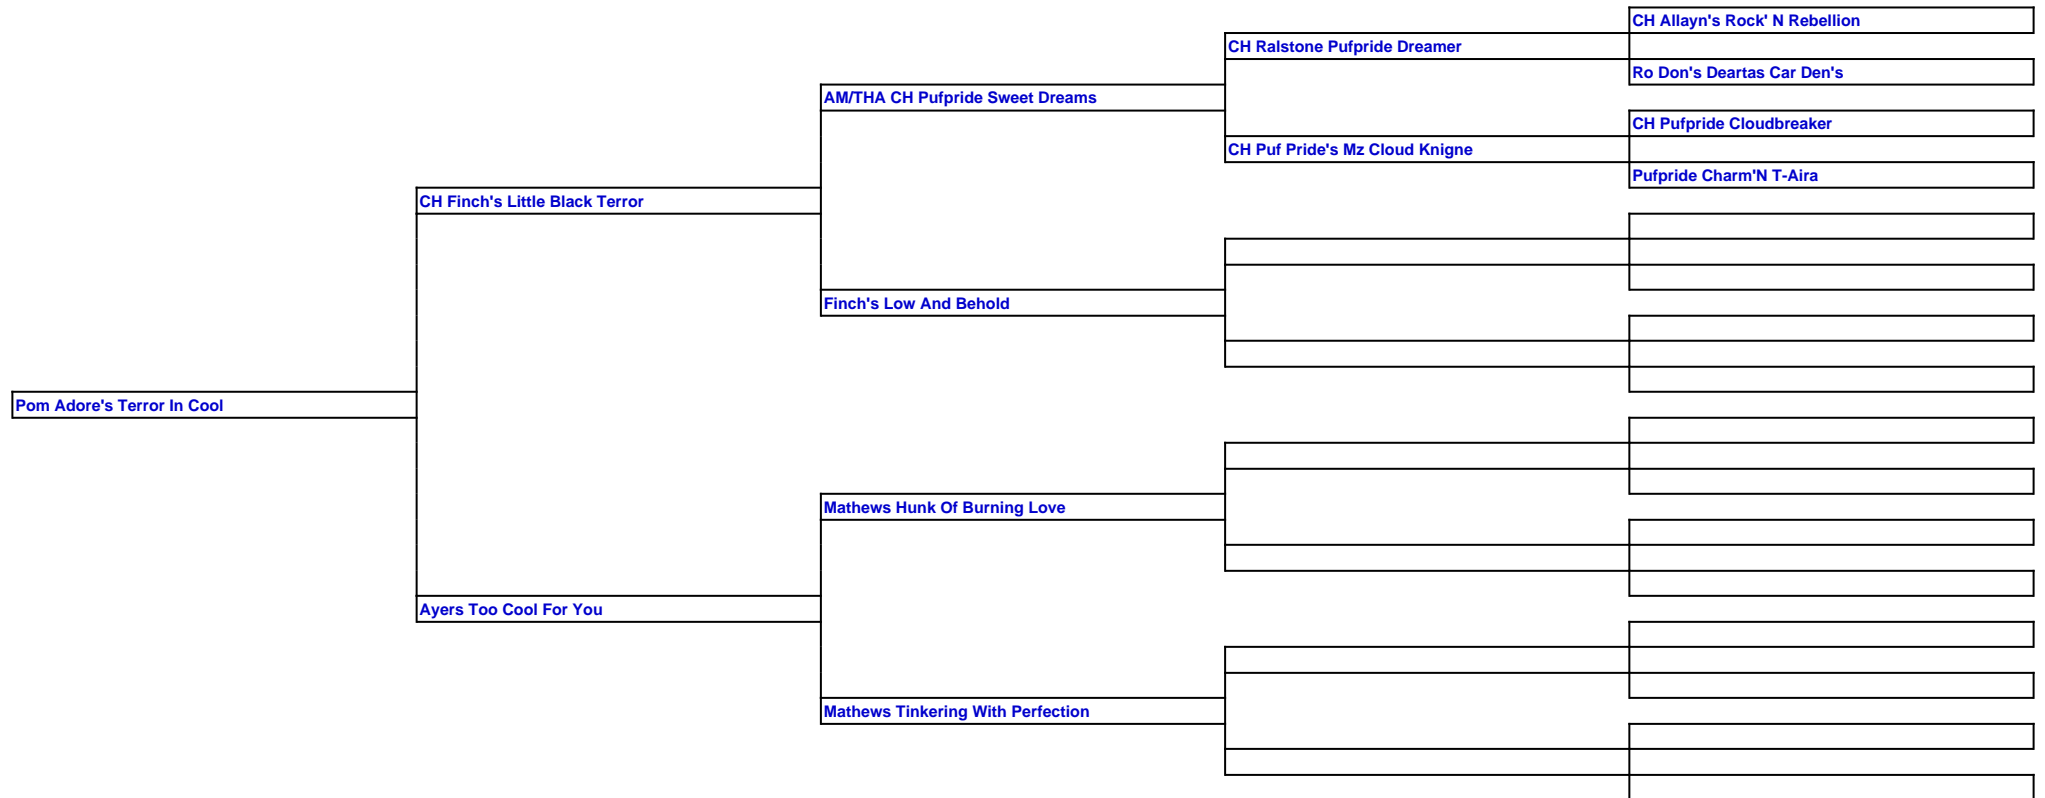 CH Allayn's Rock' N Rebellion
CH Ralstone Pufpride Dreamer
Ro Don's Deartas Car Den's
AM/THA CH Pufpride Sweet Dreams
CH Pufpride Cloudbreaker
CH Puf Pride's Mz Cloud Knigne
Pufpride Charm'N T-Aira
CH Finch's Little Black Terror
Finch's Low And Behold
Pom Adore's Terror In Cool
Mathews Hunk Of Burning Love
Ayers Too Cool For You
Mathews Tinkering With Perfection